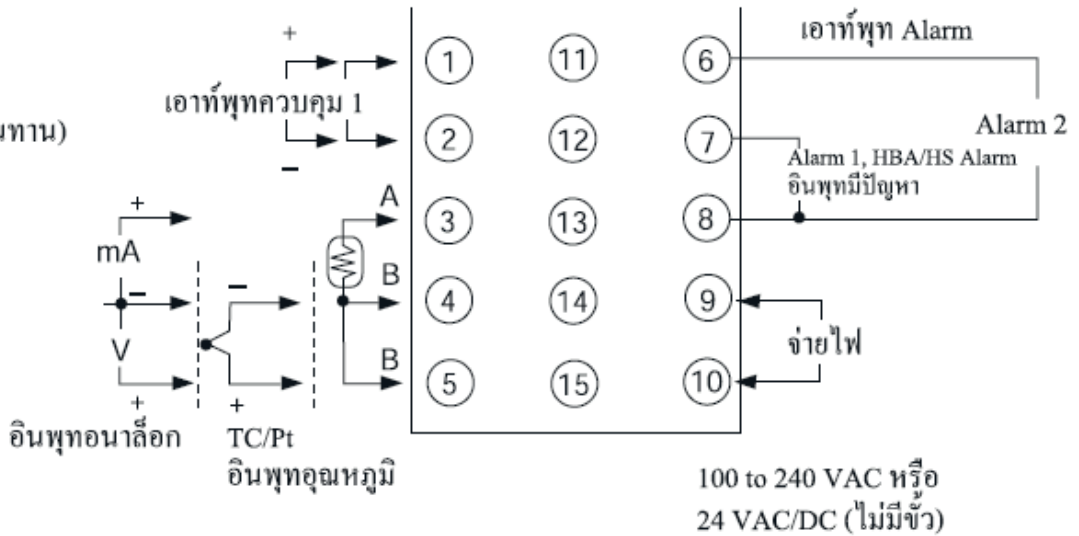 +
เอาท์พุทควบคุม 1
–
นทาน)
+
mA
–
V
+
อินพุทอนาล็อก
–
+
TC/Pt
อินพุทอุณหภูมิ
A
B
B
1 11 6
2 12 7
3 13 8
4 14 9
5 15 10
เอาท์พุท Alarm
Alarm 2
Alarm 1, HBA/HS Alarm
อินพุทมีปัญหา
จ่ายไฟ
100 to 240 VAC หรือ
24 VAC/DC (ไม่มีขั้ว)